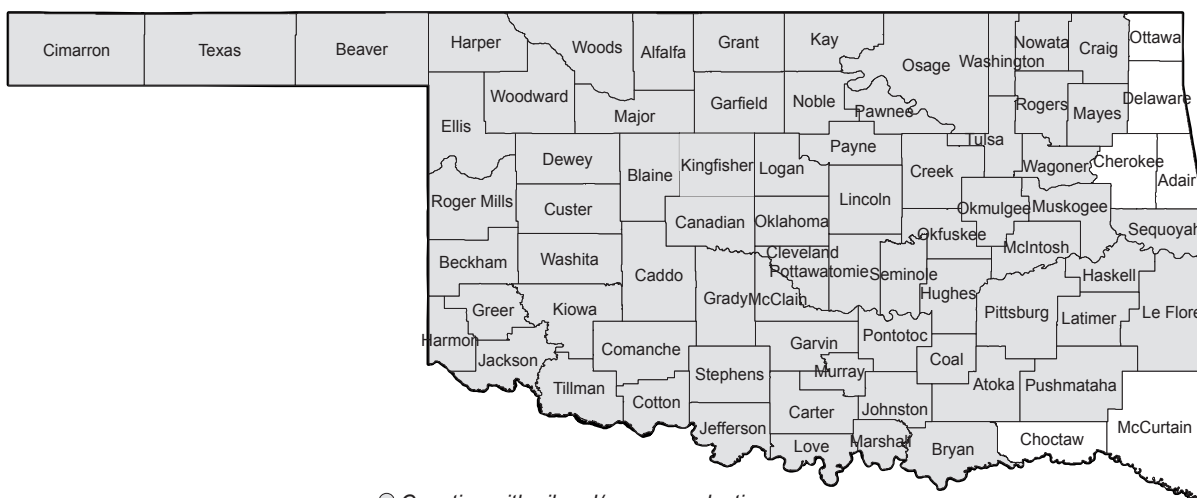 Cimarron Texas Beaver Harper Woods Alfalfa Grant Kay Osage Washington Nowata Craig Ottawa
Woodward Ellis Major Garfield Noble Pawnee Rogers Mayes Delaware
Dewey Blaine Kingfisher Logan Payne Creek Tulsa Wagoner Cherokee Adair
Roger Mills Custer Canadian Oklahoma Lincoln Okmulgee Muskogee
Beckham Washita Caddo Grady McClain Cleveland Pottawatomie Seminole Okfuskee McIntosh Sequoyah
Harmon Greer Kiowa Hughes Pittsburg Haskell Latimer Le Flore
Jackson Comanche Stephens Garvin Murray Pontotoc Coal
Tillman Cotton Carter Johnston Atoka Pushmataha
Jefferson Love Marshall Bryan Choctaw McCurtain